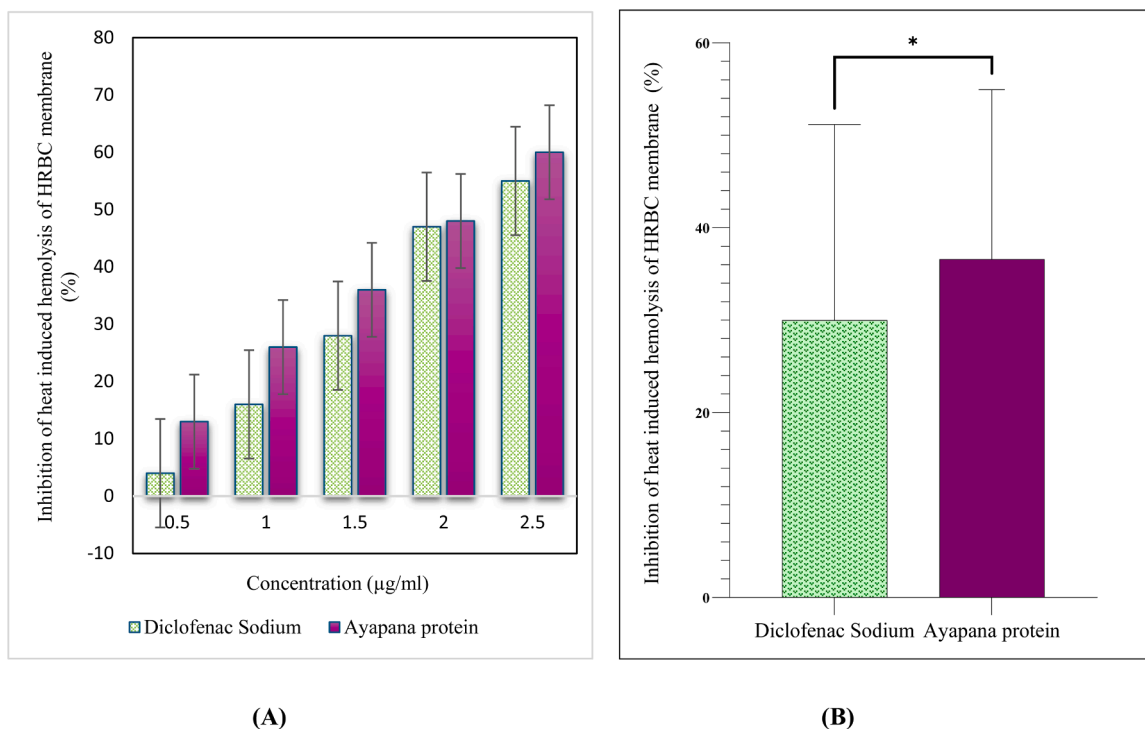 Inhibition of heat induced hemolysis of HRBC membrane
(%)
80
70
60
50
40
30
20
10
0
-10
0.5 1 1.5 2 2.5
Concentration (µg/ml)
Diclofenac Sodium Ayapana protein
(A)
Inhibition of heat induced hemolysis of HRBC membrane (%)
60
40
20
0
*
Diclofenac Sodium Ayapana protein
(B)